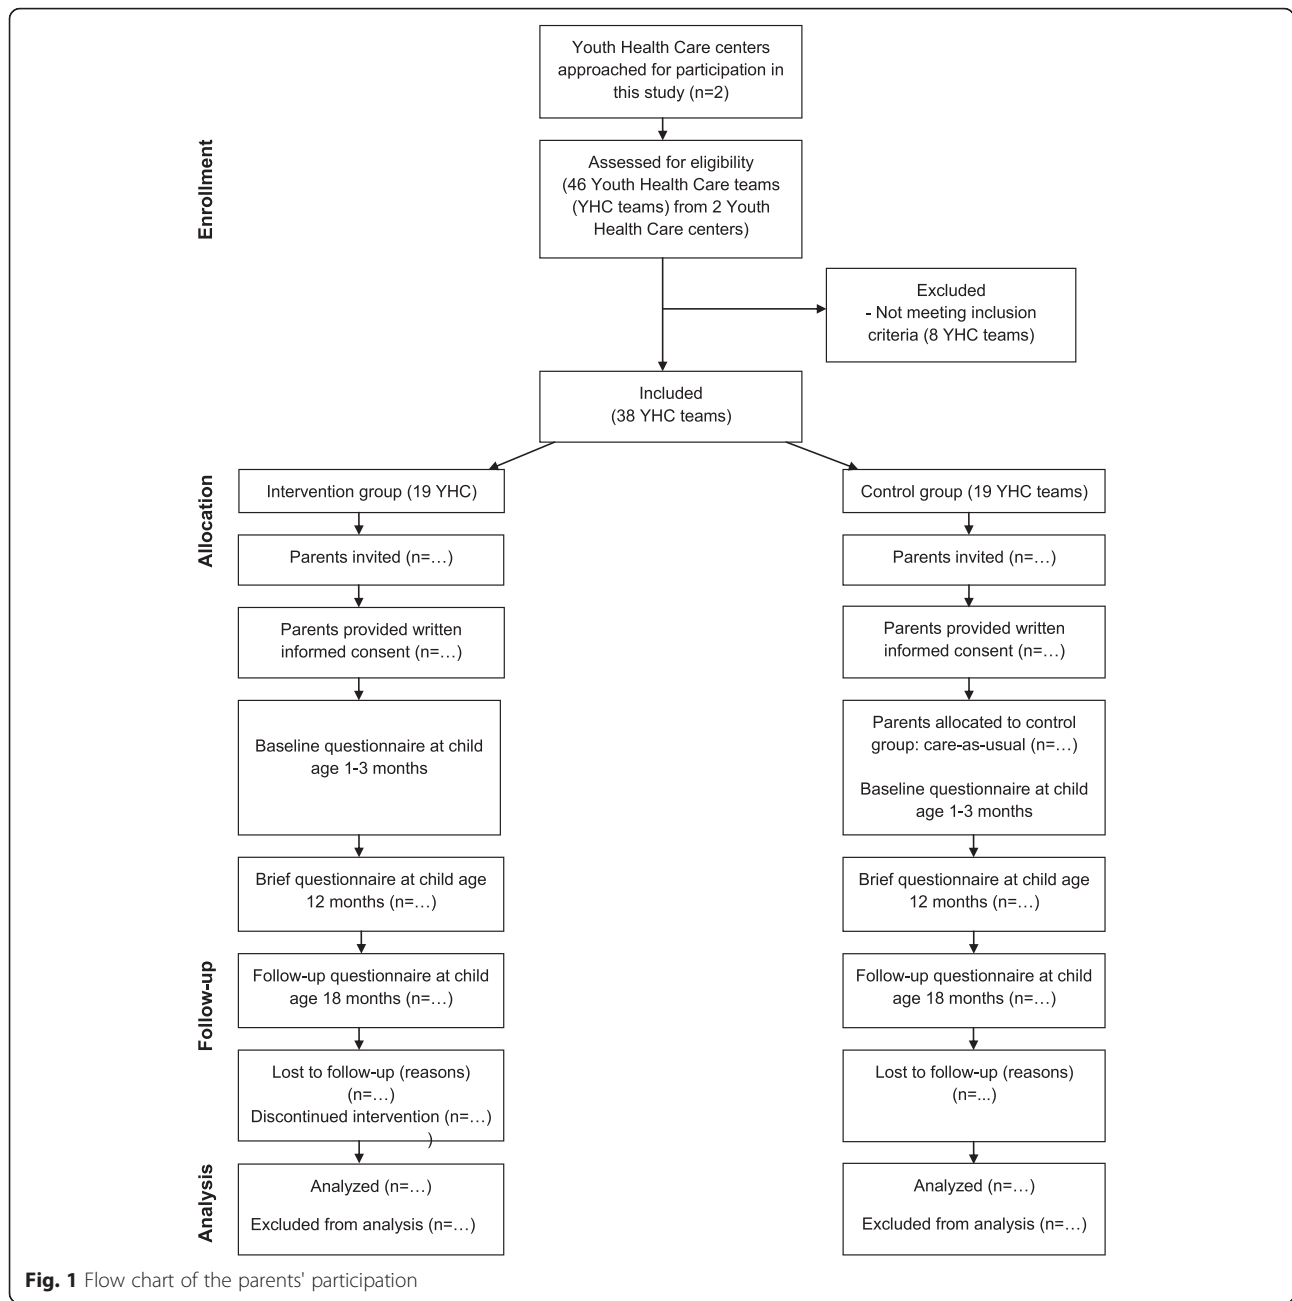 Youth Health Care centers
approached for participation in
this study (n=2)
Enrollment
Assessed for eligibility
(46 Youth Health Care teams
(YHC teams) from 2 Youth
Health Care centers)
Excluded
- Not meeting inclusion
criteria (8 YHC teams)
Included
(38 YHC teams)
Allocation
Intervention group (19 YHC)
Parents invited (n=…)
Parents provided written
informed consent (n=…)
Baseline questionnaire at child
age 1-3 months
Brief questionnaire at child age
12 months (n=…)
Control group (19 YHC teams)
Parents invited (n=…)
Parents provided written
informed consent (n=…)
Parents allocated to control
group: care-as-usual (n=…)
Baseline questionnaire at child
age 1-3 months
Brief questionnaire at child age
12 months (n=…)
Follow-up
Follow-up questionnaire at child
age 18 months (n=…)
Lost to follow-up (reasons)
(n=…)
Discontinued intervention (n=…)
)
Follow-up questionnaire at child
age 18 months (n=…)
Lost to follow-up (reasons)
(n=...)
Analysis
Analyzed (n=…)
Excluded from analysis (n=…)
Analyzed (n=…)
Excluded from analysis (n=…)
Fig. 1 Flow chart of the parents' participation